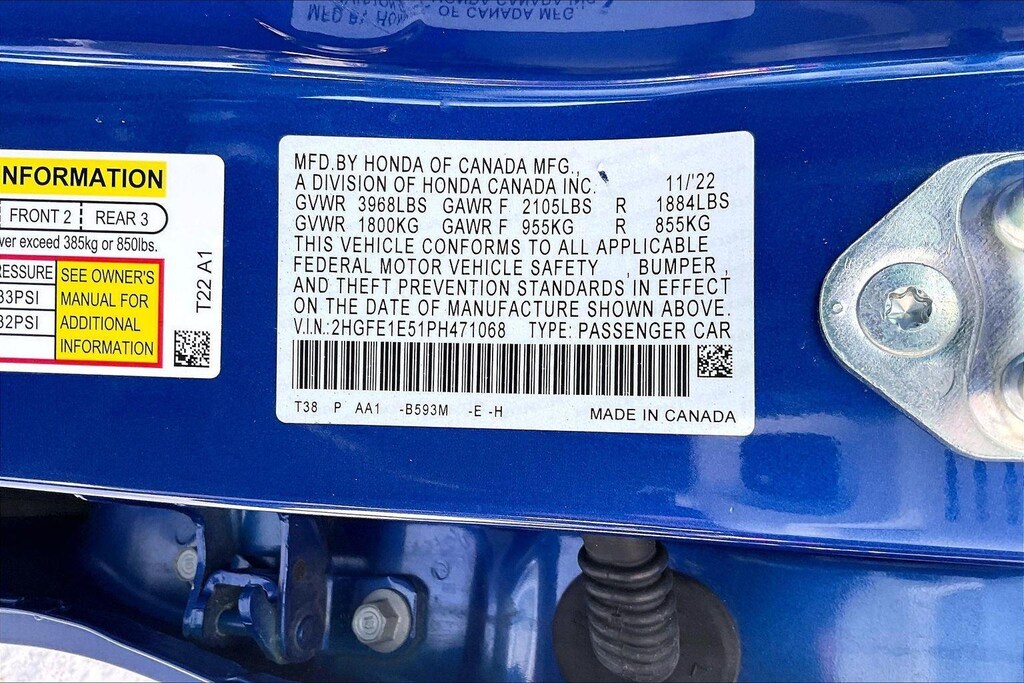 NFORMATION
FRONT 2 REAR 3
ver exceed 385kg or 850lbs.
RESSURE
33PSI
32PSI
SEE OWNER'S
MANUAL FOR
ADDITIONAL
INFORMATION
T22 A1
MFD.BY HONDA OF CANADA MFG.,
A DIVISION OF HONDA CANADA INC. 11/'22
GVWR 3968LBS GAWR F 2105LBS R 1884LBS
GVWR 1800KG GAWR F 955KG R 855KG
THIS VEHICLE CONFORMS TO ALL APPLICABLE
FEDERAL MOTOR VEHICLE SAFETY , BUMPER ,
AND THEFT PREVENTION STANDARDS IN EFFECT
ON THE DATE OF MANUFACTURE SHOWN ABOVE.
V.I.N.:2HGFE1E51PH471068 TYPE: PASSENGER CAR
T38 P AA1 -B593M -E -H MADE IN CANADA